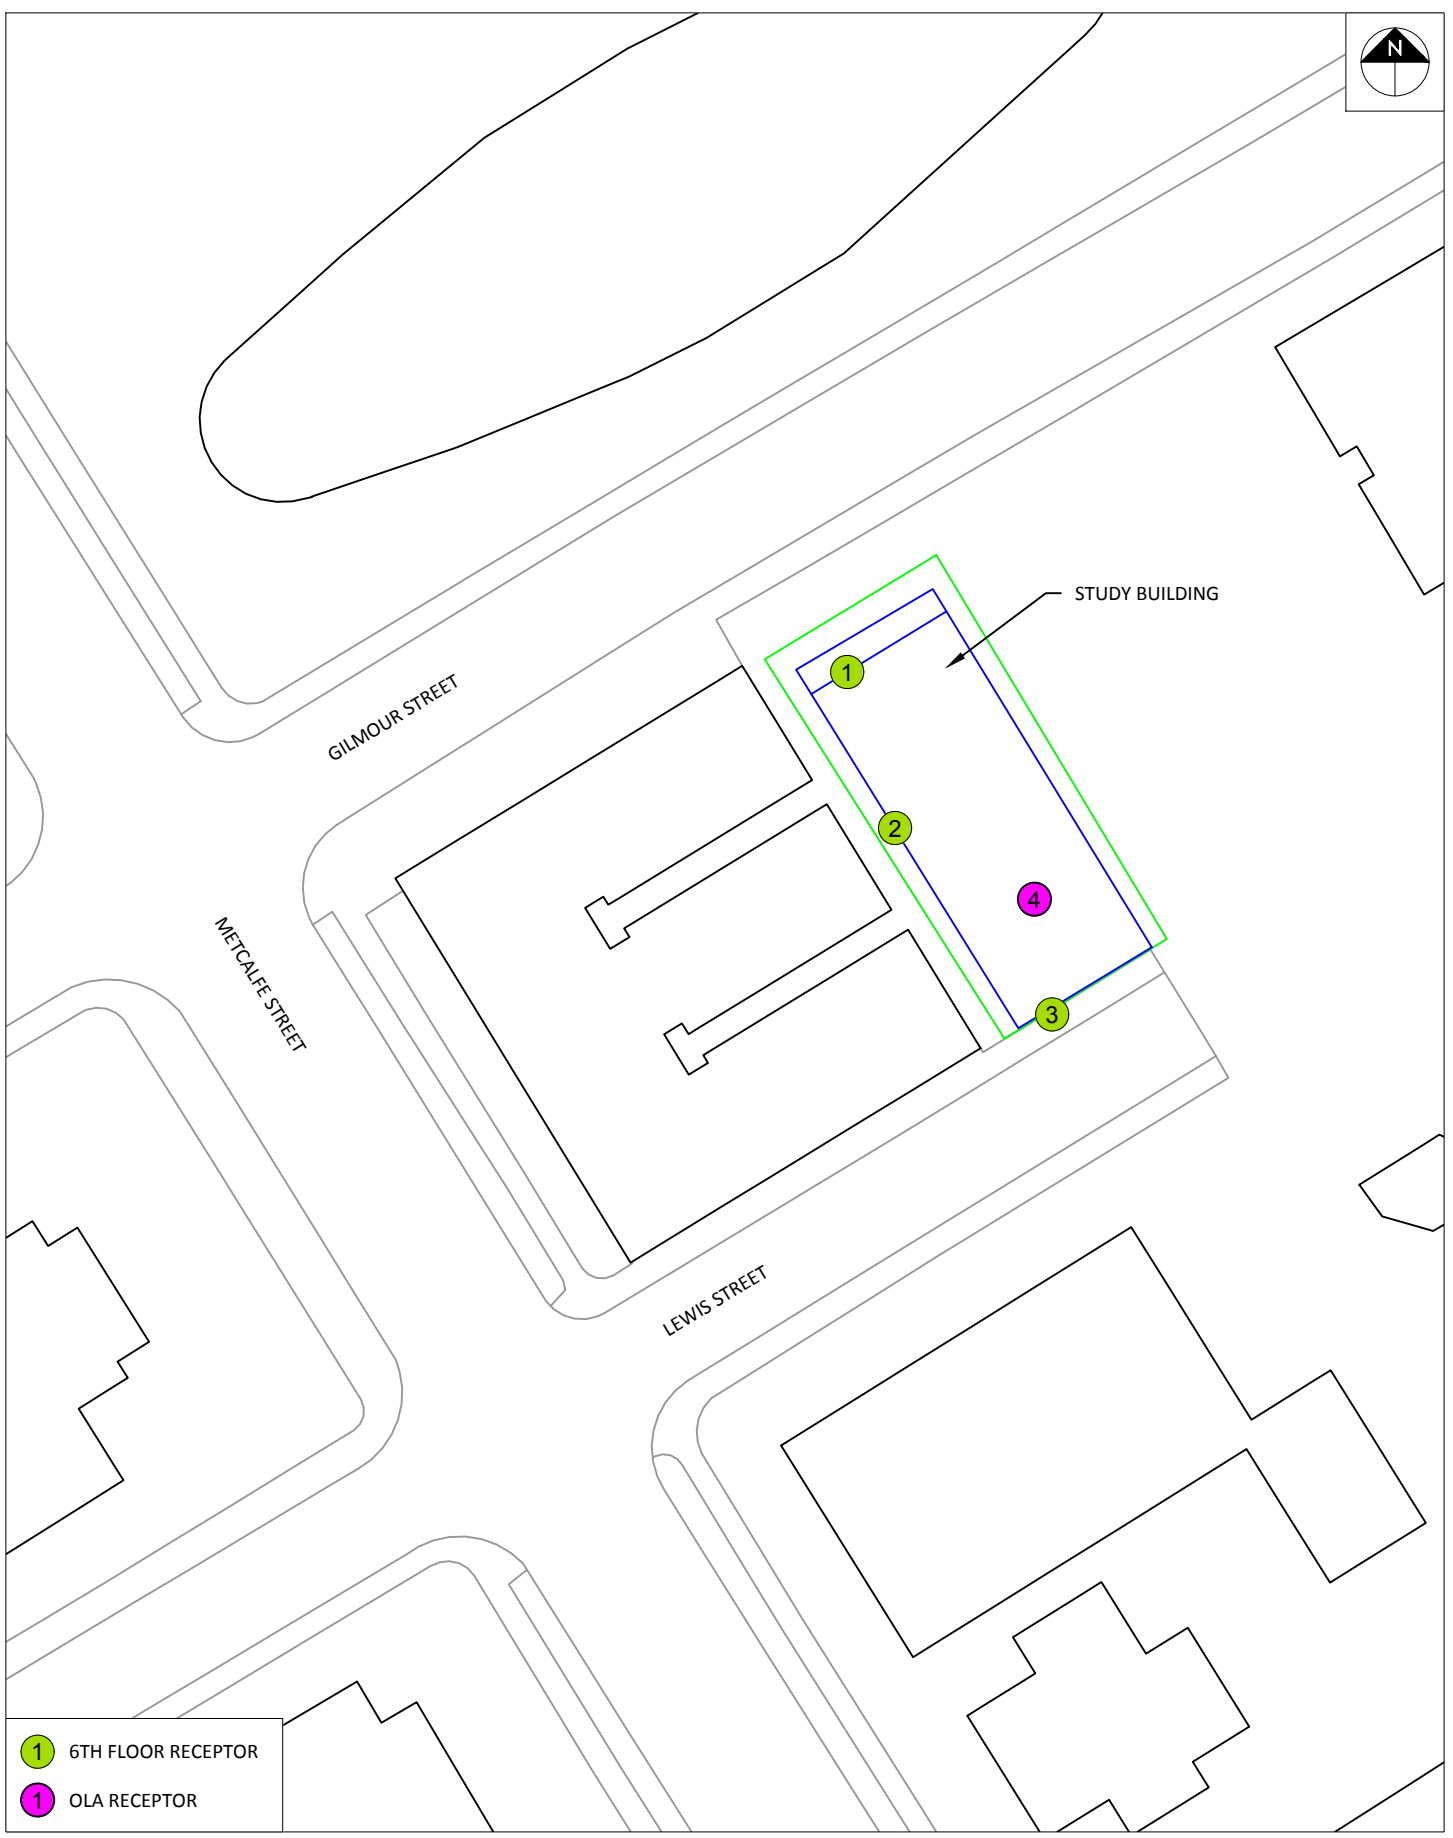 N
STUDY BUILDING
1
GILMOUR STREET
2
4
METCALFE STREET
3
LEWIS STREET
1 6TH FLOOR RECEPTOR
1 OLA RECEPTOR